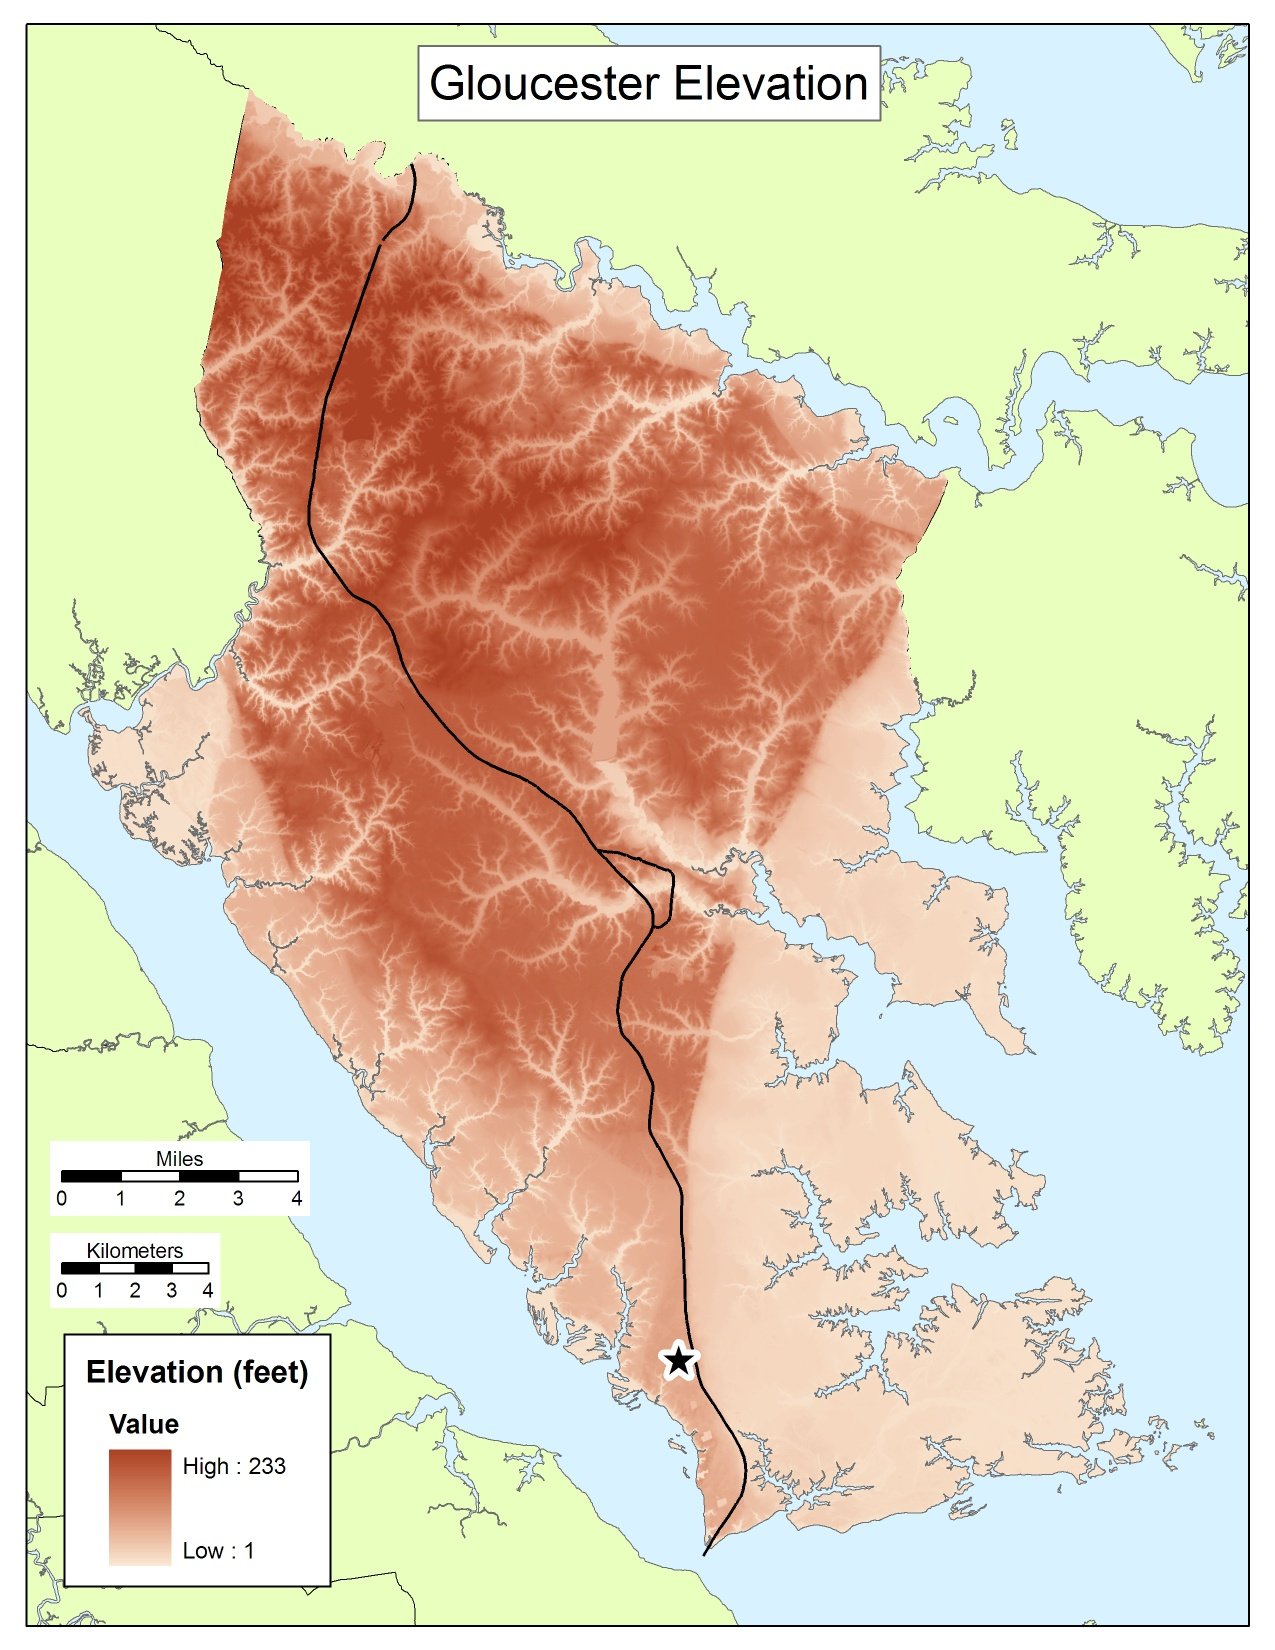 Gloucester Elevation
Miles
0 1 2 3 4
Kilometers
0 1 2 3 4
Elevation (feet)
Value
High : 233
Low : 1